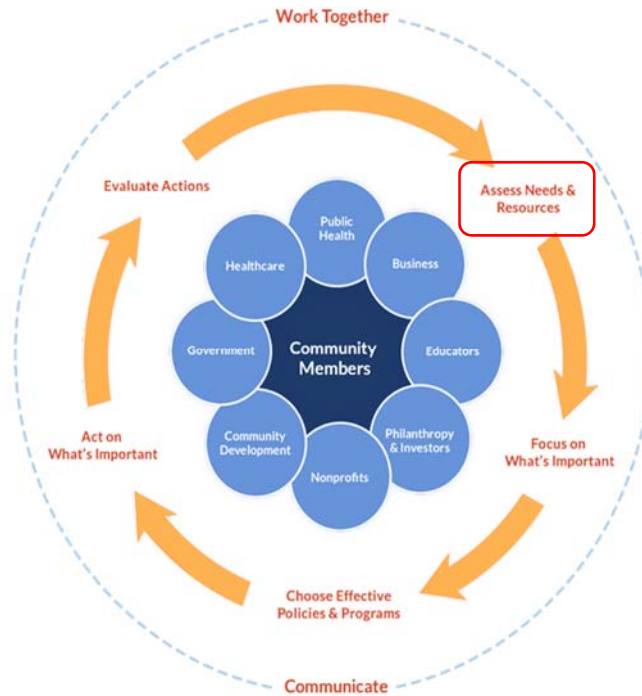 Work Together
Evaluate Actions
Assess Needs &
Resources
Public
Health
Healthcare
Business
Government
Community
Members
Educators
Community
Development
Philanthropy
& Investors
Nonprofits
Act on
What's Important
Focus on
What's Important
Choose Effective
Policies & Programs
Communicate